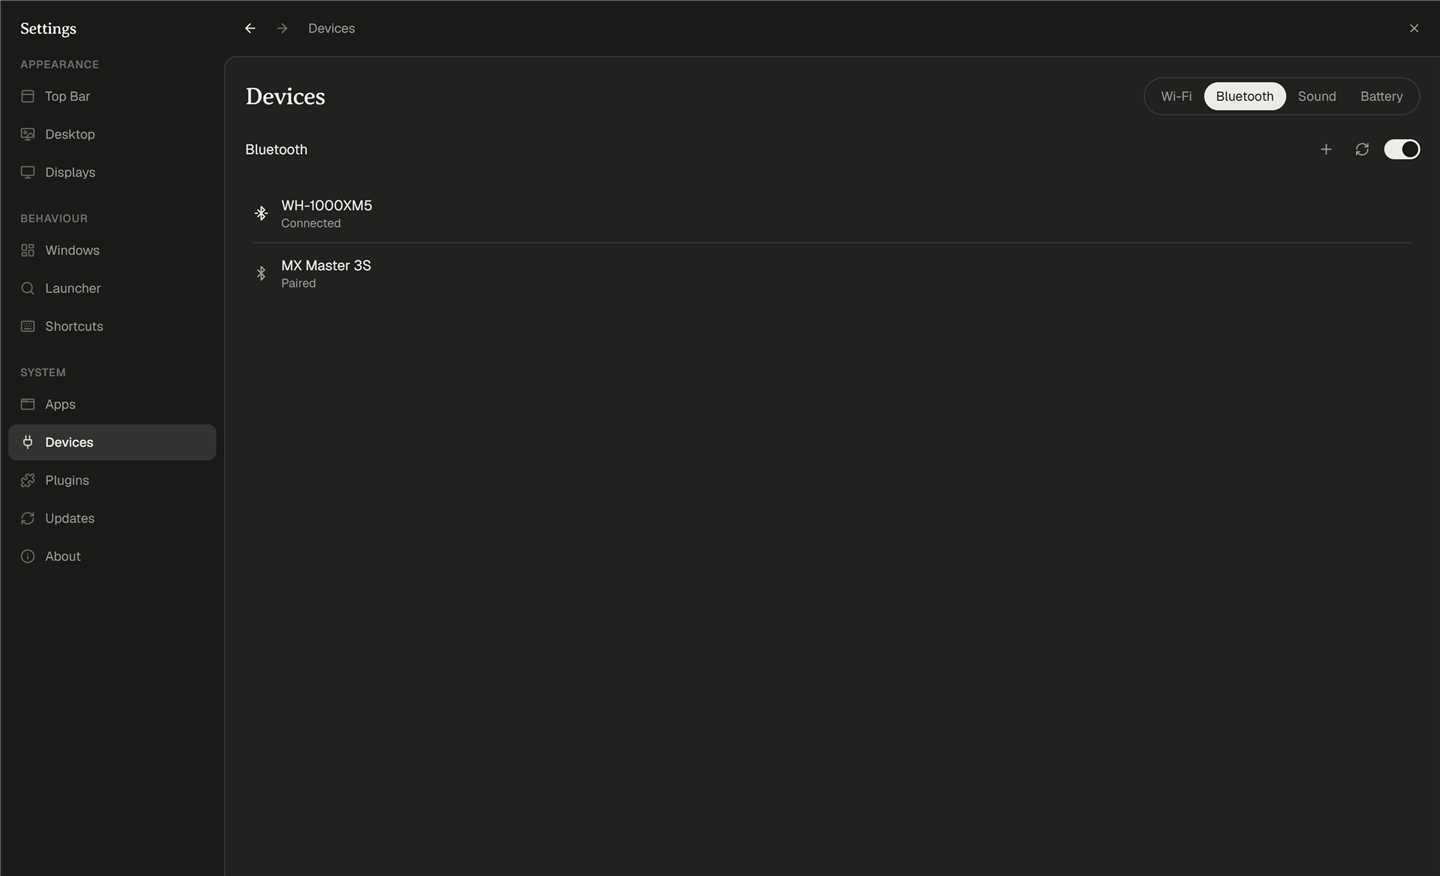 Settings
Devices
APPEARANCE
Top Bar
Desktop
Displays
BEHAVIOUR
Windows
Launcher
Shortcuts
SYSTEM
Apps
Devices
Plugins
Updates
About
Devices
Wi-Fi
Bluetooth
Sound
Battery
Bluetooth
WH-1000XM5
Connected
MX Master 3S
Paired